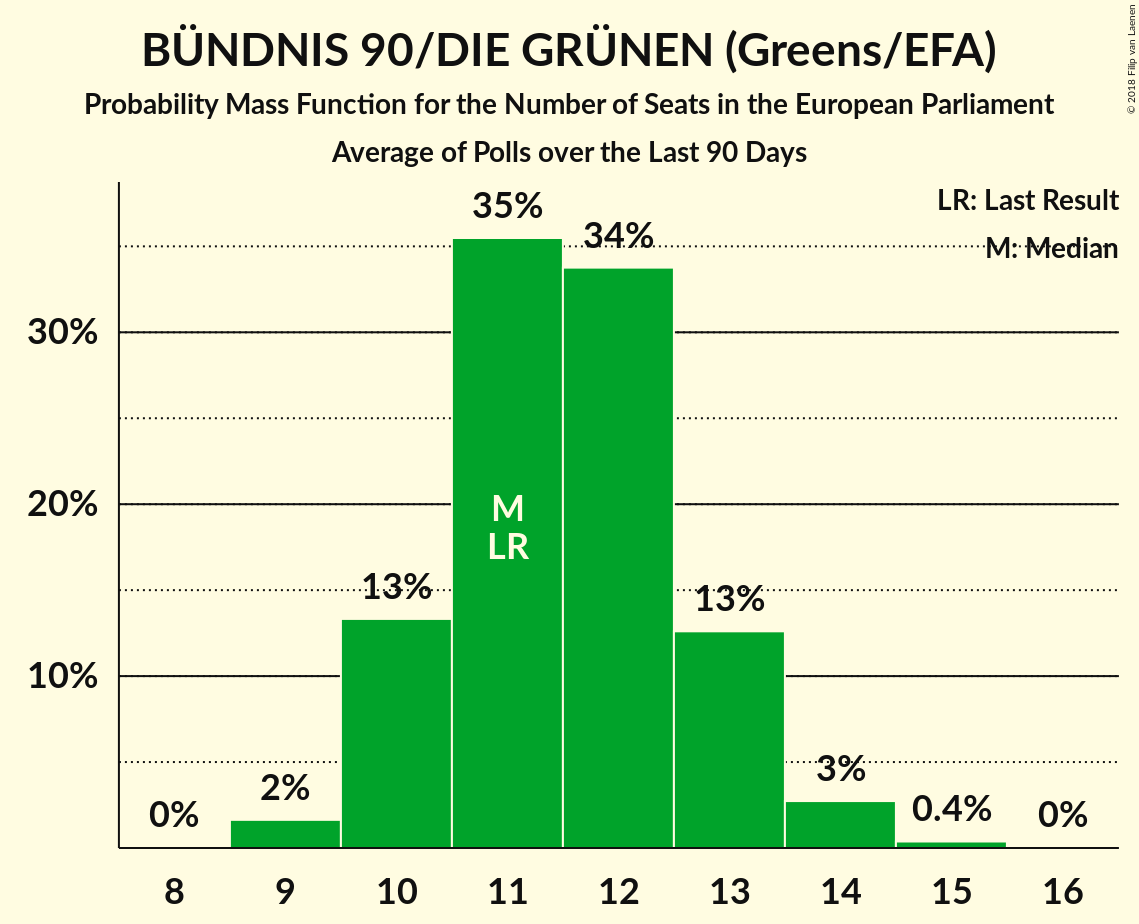 BÜNDNIS 90/DIE GRÜNEN (Greens/EFA)
Probability Mass Function for the Number of Seats in the European Parliament
Average of Polls over the Last 90 Days
© 2018 Filip van Laenen
LR: Last Result
M: Median
35%
34%
30%
20%
10%
M
LR
13%
13%
0%
2%
3%
0.4%
0%
8 9 10 11 12 13 14 15 16